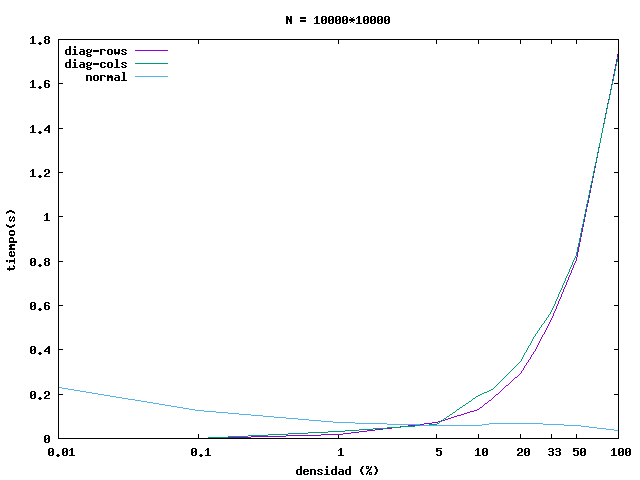 N = 10000*10000
diag-rows
diag-cols
normal
1.8
1.6
1.4
1.2
1
0.8
0.6
0.4
0.2
0
tiempo(s)
0.01 0.1 1 5 10 20 33 50 100
densidad (%)